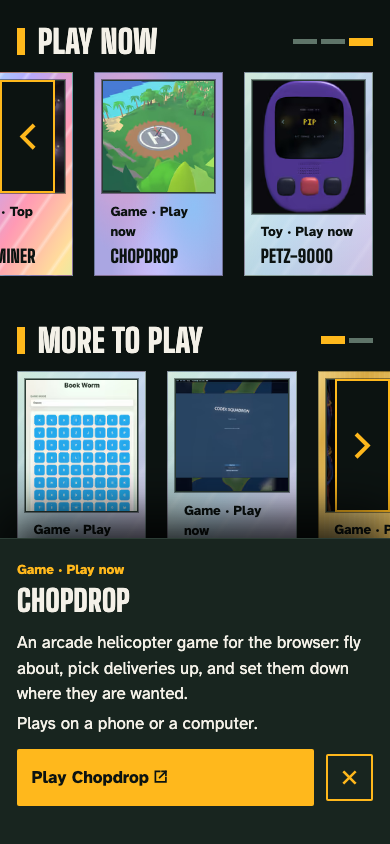 PLAY NOW
PIP
· Top
MINER
Game · Play
now
CHOPDROP
Toy · Play now
PETZ-9000
MORE TO PLAY
Book Worm
CODEX SQUADRON
Game · Play
Game · Play
now
Game · P
Game · Play now
CHOPDROP
An arcade helicopter game for the browser: fly
about, pick deliveries up, and set them down
where they are wanted.
Plays on a phone or a computer.
Play Chopdrop